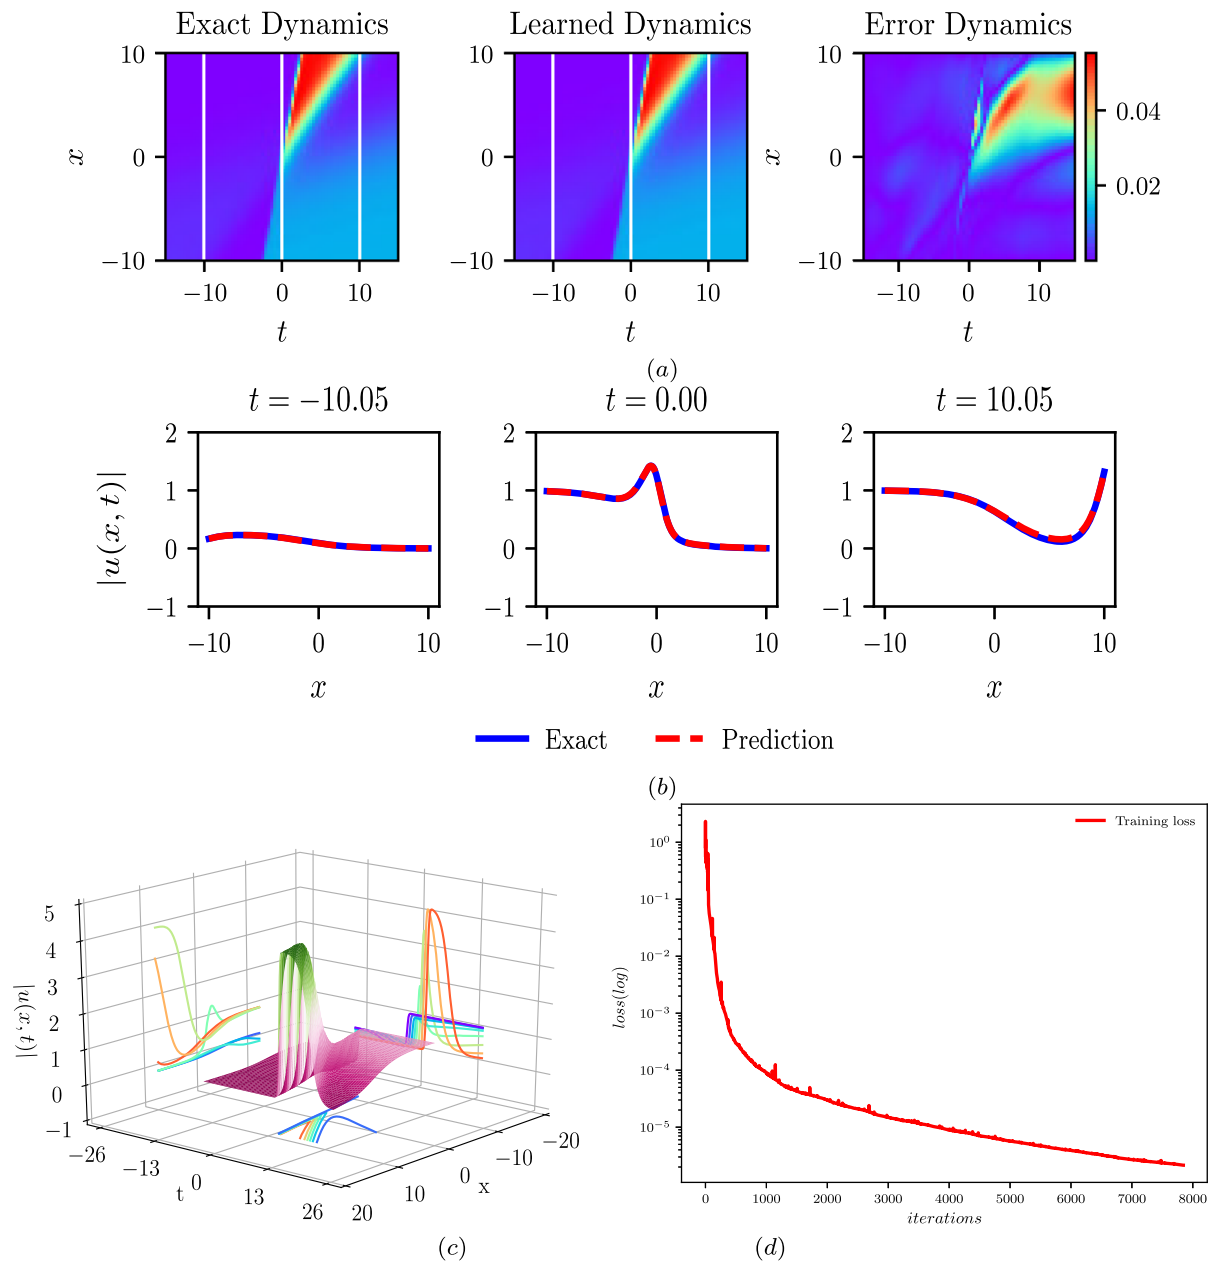 Exact Dynamics
Learned Dynamics
Error Dynamics
10
0
−10
x
−10
0
10
t
10
0
−10
−10
0
10
t
10
0
−10
x
−10
0
10
t
0.04
0.02
(a)
t = −10.05
t = 0.00
t = 10.05
2
1
0
−1
|u(x, t)|
−10
0
10
x
2
1
0
−1
−10
0
10
x
2
1
0
−1
−10
0
10
x
Exact
Prediction
(b)
5
4
3
2
1
0
−1
|u(x, t)|
−26
−13
0
13
26
t
20
10
0
−10
−20
x
(c)
10⁰
10⁻¹
10⁻²
10⁻³
10⁻⁴
10⁻⁵
loss(log)
Training loss
0
1000
2000
3000
4000
5000
6000
7000
8000
iterations
(d)